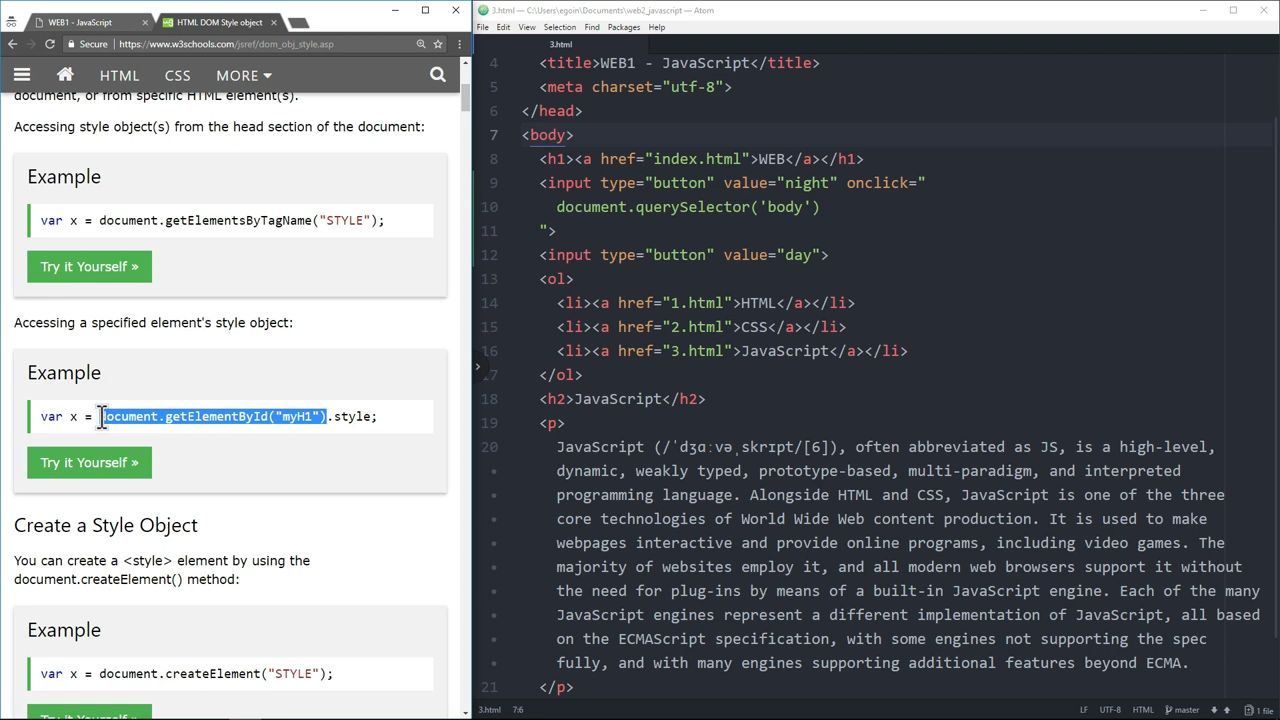 WEB1 - JavaScript
HTML DOM Style object
Secure
https://www.w3schools.com/jsref/dom_obj_style.asp
HTML
CSS
MORE
document, or from specific HTML element(s).
Accessing style object(s) from the head section of the document:
Example
var x = document.getElementsByTagName("STYLE");
Try it Yourself »
Accessing a specified element's style object:
Example
var x = document.getElementById("myH1").style;
Try it Yourself »
Create a Style Object
You can create a <style> element by using the
document.createElement() method:
Example
var x = document.createElement("STYLE");
Try it Yourself »
3.html — C:\Users\egoin\Documents\web2_javascript — Atom
File Edit View Selection Find Packages Help
3.html
4 <title>WEB1 - JavaScript</title>
5 <meta charset="utf-8">
6 </head>
7 <body>
8 <h1><a href="index.html">WEB</a></h1>
9 <input type="button" value="night" onclick="
10 document.querySelector('body')
11 ">
12 <input type="button" value="day">
13 <ol>
14 <li><a href="1.html">HTML</a></li>
15 <li><a href="2.html">CSS</a></li>
16 <li><a href="3.html">JavaScript</a></li>
17 </ol>
18 <h2>JavaScript</h2>
19 <p>
20 JavaScript (/ˈdʒɑːvəˌskrɪpt/[6]), often abbreviated as JS, is a high-level,
dynamic, weakly typed, prototype-based, multi-paradigm, and interpreted
programming language. Alongside HTML and CSS, JavaScript is one of the three
core technologies of World Wide Web content production. It is used to make
webpages interactive and provide online programs, including video games. The
majority of websites employ it, and all modern web browsers support it without
the need for plug-ins by means of a built-in JavaScript engine. Each of the many
JavaScript engines represent a different implementation of JavaScript, all based
on the ECMAScript specification, with some engines not supporting the spec
fully, and with many engines supporting additional features beyond ECMA.
21 </p>
3.html 7:6 LF UTF-8 HTML master 1 file